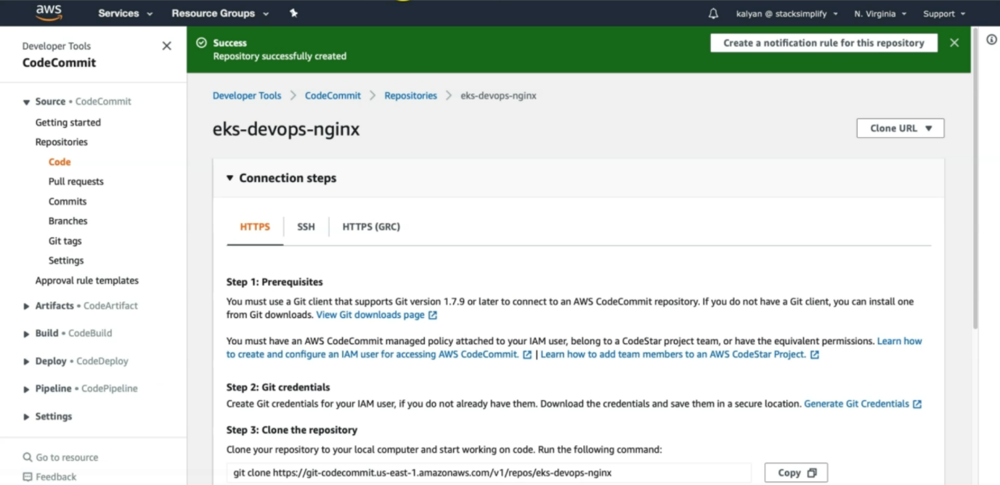 aws
Services
Resource Groups
kalyan @ stacksimplify
N. Virginia
Support
Developer Tools
CodeCommit
Source • CodeCommit
Getting started
Repositories
Code
Pull requests
Commits
Branches
Git tags
Settings
Approval rule templates
Artifacts • CodeArtifact
Build • CodeBuild
Deploy • CodeDeploy
Pipeline • CodePipeline
Settings
Go to resource
Feedback
Success
Repository successfully created
Create a notification rule for this repository
Developer Tools > CodeCommit > Repositories > eks-devops-nginx
eks-devops-nginx
Clone URL
Connection steps
HTTPS
SSH
HTTPS (GRC)
Step 1: Prerequisites
You must use a Git client that supports Git version 1.7.9 or later to connect to an AWS CodeCommit repository. If you do not have a Git client, you can install one
from Git downloads. View Git downloads page
You must have an AWS CodeCommit managed policy attached to your IAM user, belong to a CodeStar project team, or have the equivalent permissions. Learn how
to create and configure an IAM user for accessing AWS CodeCommit. | Learn how to add team members to an AWS CodeStar Project.
Step 2: Git credentials
Create Git credentials for your IAM user, if you do not already have them. Download the credentials and save them in a secure location. Generate Git Credentials
Step 3: Clone the repository
Clone your repository to your local computer and start working on code. Run the following command:
git clone https://git-codecommit.us-east-1.amazonaws.com/v1/repos/eks-devops-nginx
Copy